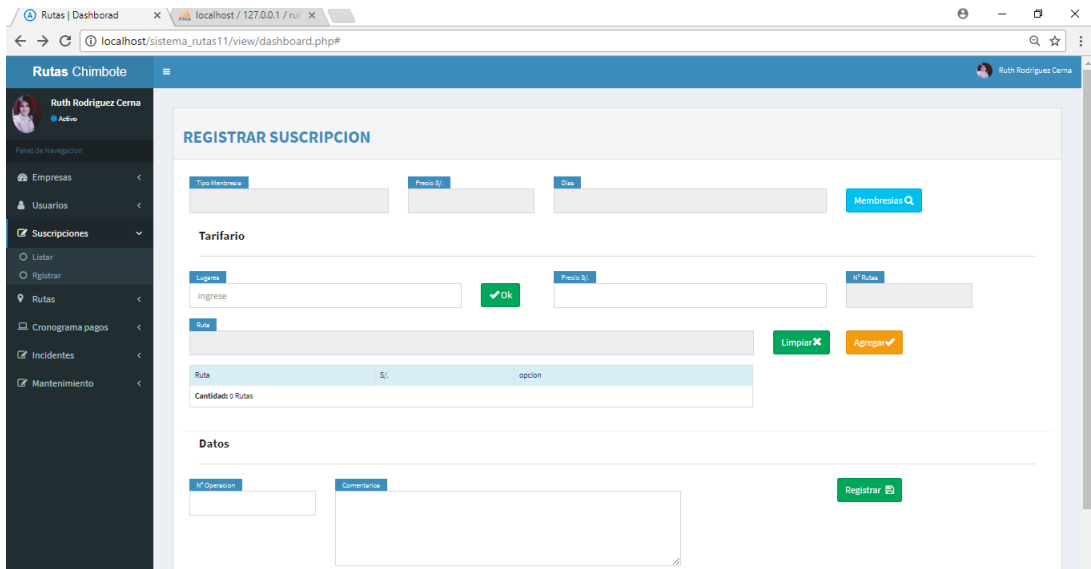 Rutas | Dashborad
localhost / 127.0.0.1 / rut
localhost/sistema_rutas11/view/dashboard.php#
Rutas Chimbote
Ruth Rodriguez Cerna
Ruth Rodriguez Cerna
Activo
Panel de Navegacion
Empresas
Usuarios
Suscripciones
Listar
Rgistrar
Rutas
Cronograma pagos
Incidentes
Mantenimiento
REGISTRAR SUSCRIPCION
Tipo Menbresia
Precio S/.
Dias
Membresias
Tarifario
Lugares
Precio S/.
N° Rutas
ingrese
Ok
Ruta
Limpiar
Agregar
Ruta S/. opcion
Cantidad: 0 Rutas
Datos
N° Operacion
Comentarios
Registrar